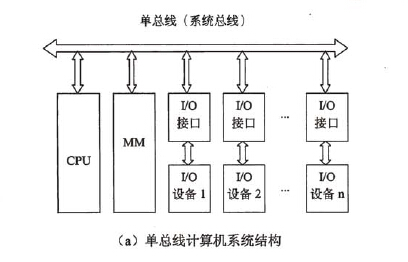 单总线（系统总线）
CPU
MM
I/O
接口
I/O
接口
...
I/O
接口
I/O
设备 1
I/O
设备 2
...
I/O
设备 n
（a）单总线计算机系统结构